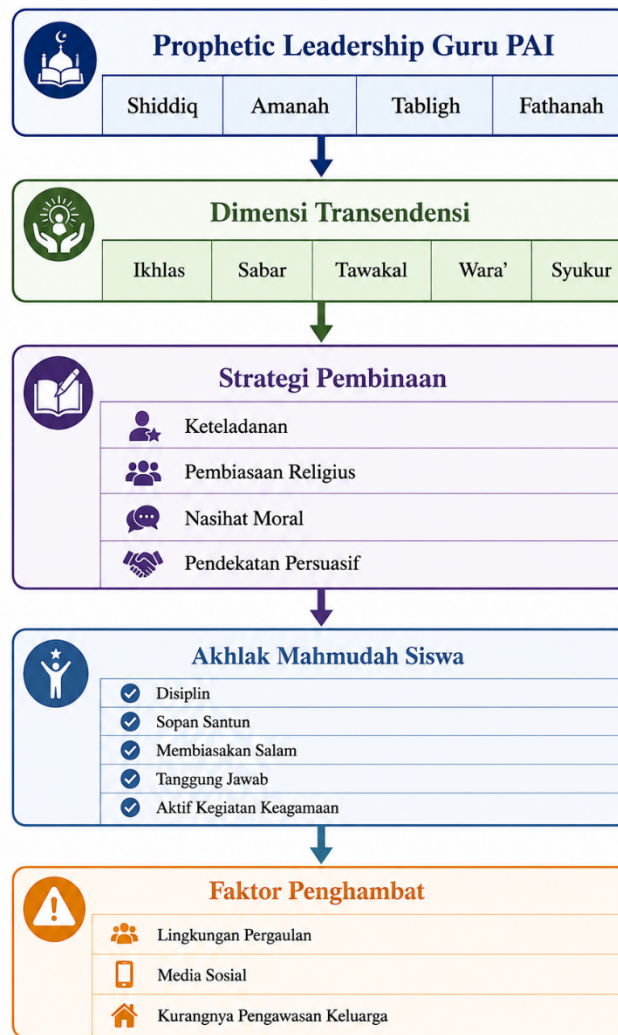 Prophetic Leadership Guru PAI
Shiddiq Amanah Tabligh Fathanah
Dimensi Transendensi
Ikhlas Sabar Tawakal Wara’ Syukur
Strategi Pembinaan
Keteladanan
Pembiasaan Religius
Nasihat Moral
Pendekatan Persuasif
Akhlak Mahmudah Siswa
Disiplin
Sopan Santun
Membiasakan Salam
Tanggung Jawab
Aktif Kegiatan Keagamaan
Faktor Penghambat
Lingkungan Pergaulan
Media Sosial
Kurangnya Pengawasan Keluarga